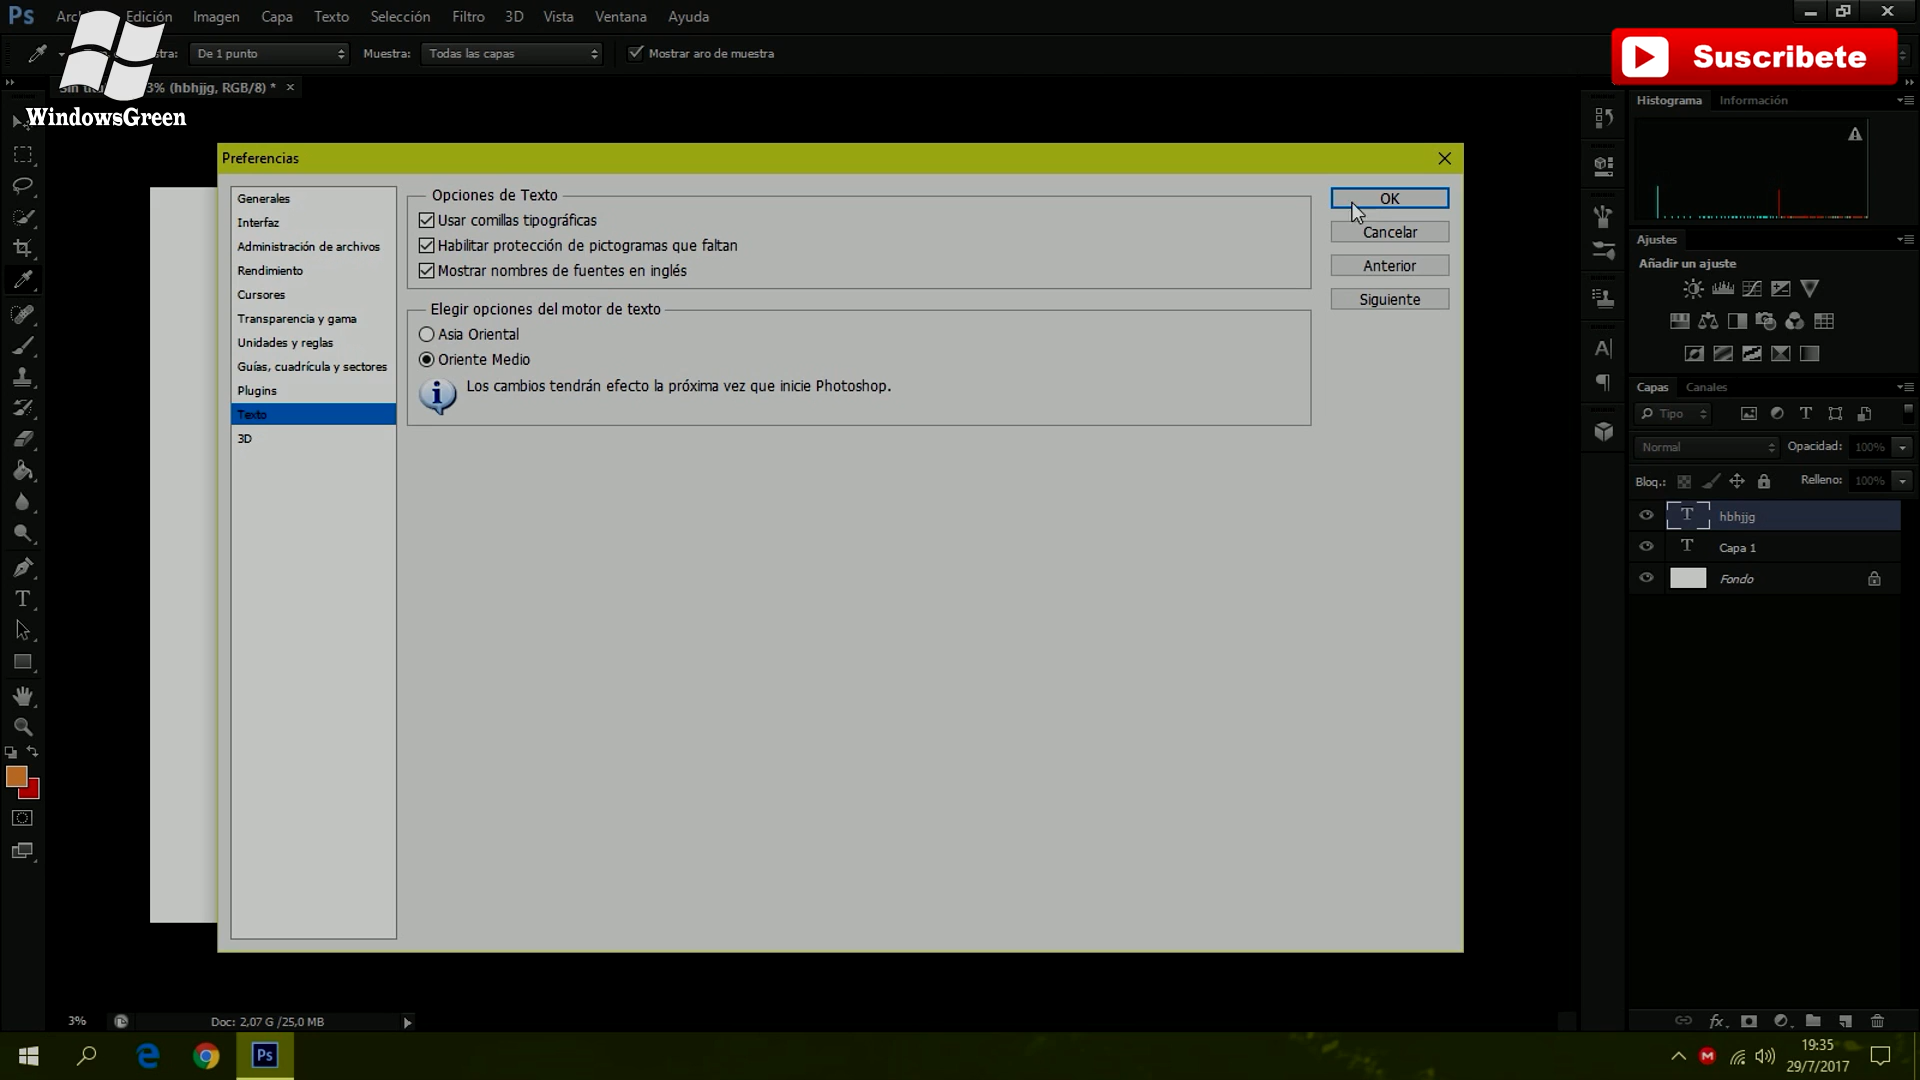 Ps Edición Imagen Capa Texto Selección Filtro 3D Vista Ventana Ayuda
De 1 punto Muestra: Todas las capas Mostrar aro de muestra
Suscribete
3% (hbhjjg, RGB/8) *
WindowsGreen
Histograma Información
Preferencias
Generales
Interfaz
Administración de archivos
Rendimiento
Cursores
Transparencia y gama
Unidades y reglas
Guías, cuadrícula y sectores
Plugins
Texto
3D
Opciones de Texto
Usar comillas tipográficas
Habilitar protección de pictogramas que faltan
Mostrar nombres de fuentes en inglés
Elegir opciones del motor de texto
Asia Oriental
Oriente Medio
Los cambios tendrán efecto la próxima vez que inicie Photoshop.
OK
Cancelar
Anterior
Siguiente
Ajustes
Añadir un ajuste
Capas Canales
Tipo
Normal Opacidad: 100%
Bloq.: Relleno: 100%
T hbhjjg
T Capa 1
Fondo
3% Doc: 2,07 G/25,0 MB
fx
Ps
19:35
29/7/2017